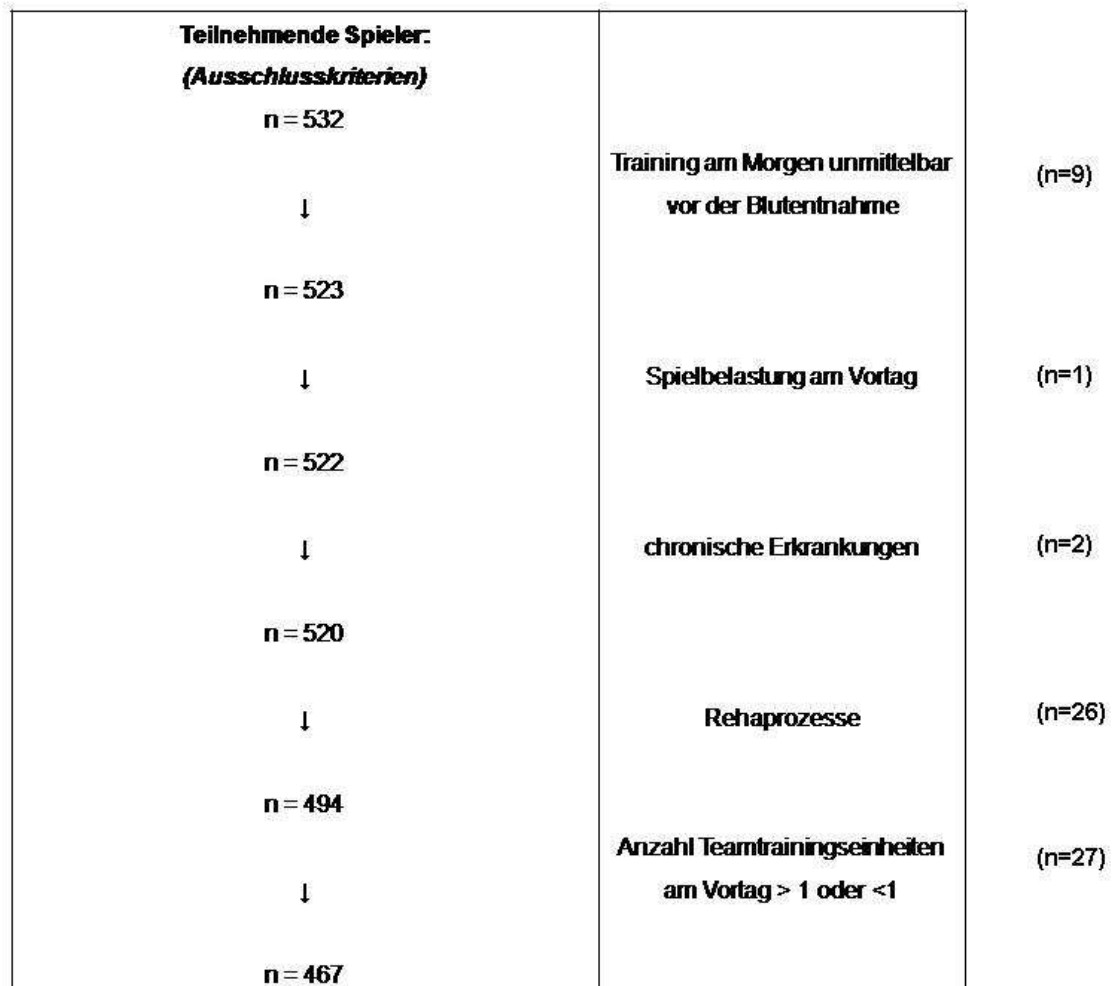 Teilnehmende Spieler:
(Ausschlusskriterien)
n = 532
Training am Morgen unmittelbar
vor der Blutentnahme
(n=9)
↓
n = 523
↓
Spielbelastung am Vortag
(n=1)
n = 522
↓
chronische Erkrankungen
(n=2)
n = 520
↓
Rehaprozesse
(n=26)
n = 494
Anzahl Teamtrainingseinheiten
am Vortag > 1 oder <1
(n=27)
↓
n = 467